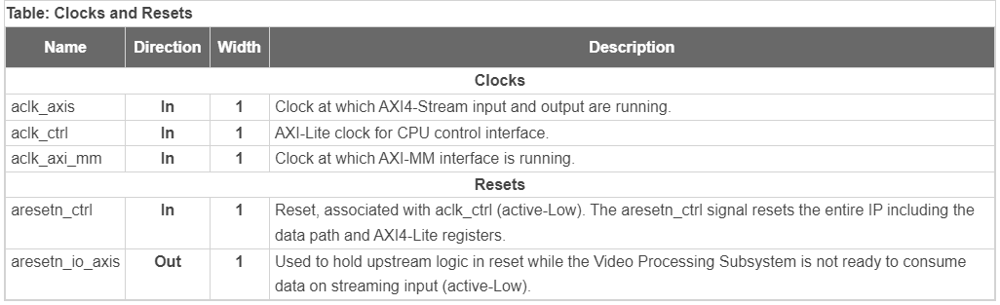 Table: Clocks and Resets
Name Direction Width Description
Clocks
aclk_axis In 1 Clock at which AXI4-Stream input and output are running.
aclk_ctrl In 1 AXI-Lite clock for CPU control interface.
aclk_axi_mm In 1 Clock at which AXI-MM interface is running.
Resets
aresetn_ctrl In 1 Reset, associated with aclk_ctrl (active-Low). The aresetn_ctrl signal resets the entire IP including the
data path and AXI4-Lite registers.
aresetn_io_axis Out 1 Used to hold upstream logic in reset while the Video Processing Subsystem is not ready to consume
data on streaming input (active-Low).